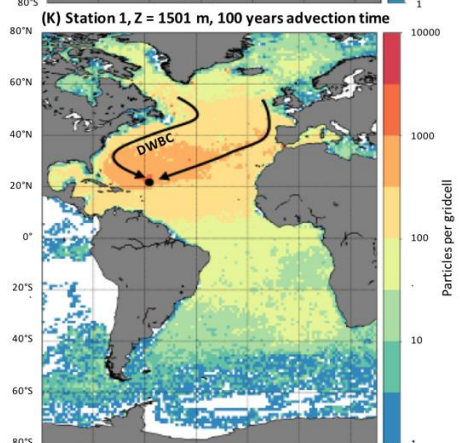 80°S
1
(K) Station 1, Z = 1501 m, 100 years advection time
80°N
60°N
40°N
20°N
0°
20°S
40°S
60°S
80°S
DWBC
10000
1000
100
10
1
Particles per gridcell